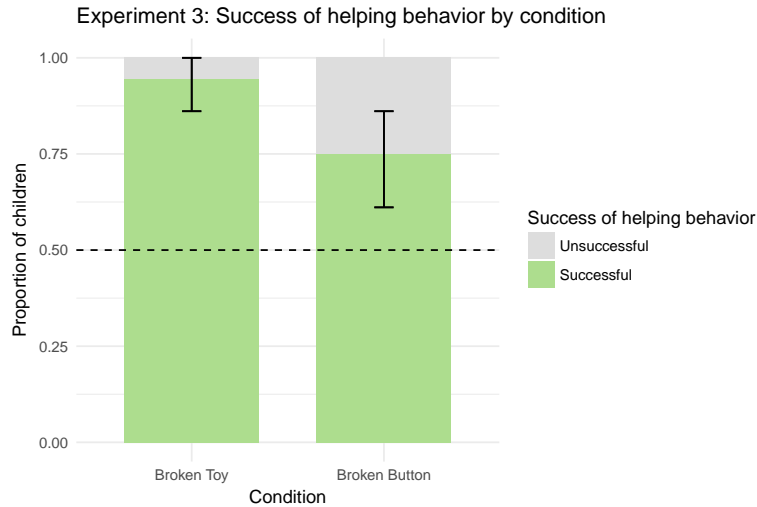 Experiment 3: Success of helping behavior by condition
1.00
0.75
0.50
0.25
0.00
Proportion of children
Broken Toy
Broken Button
Condition
Success of helping behavior
Unsuccessful
Successful